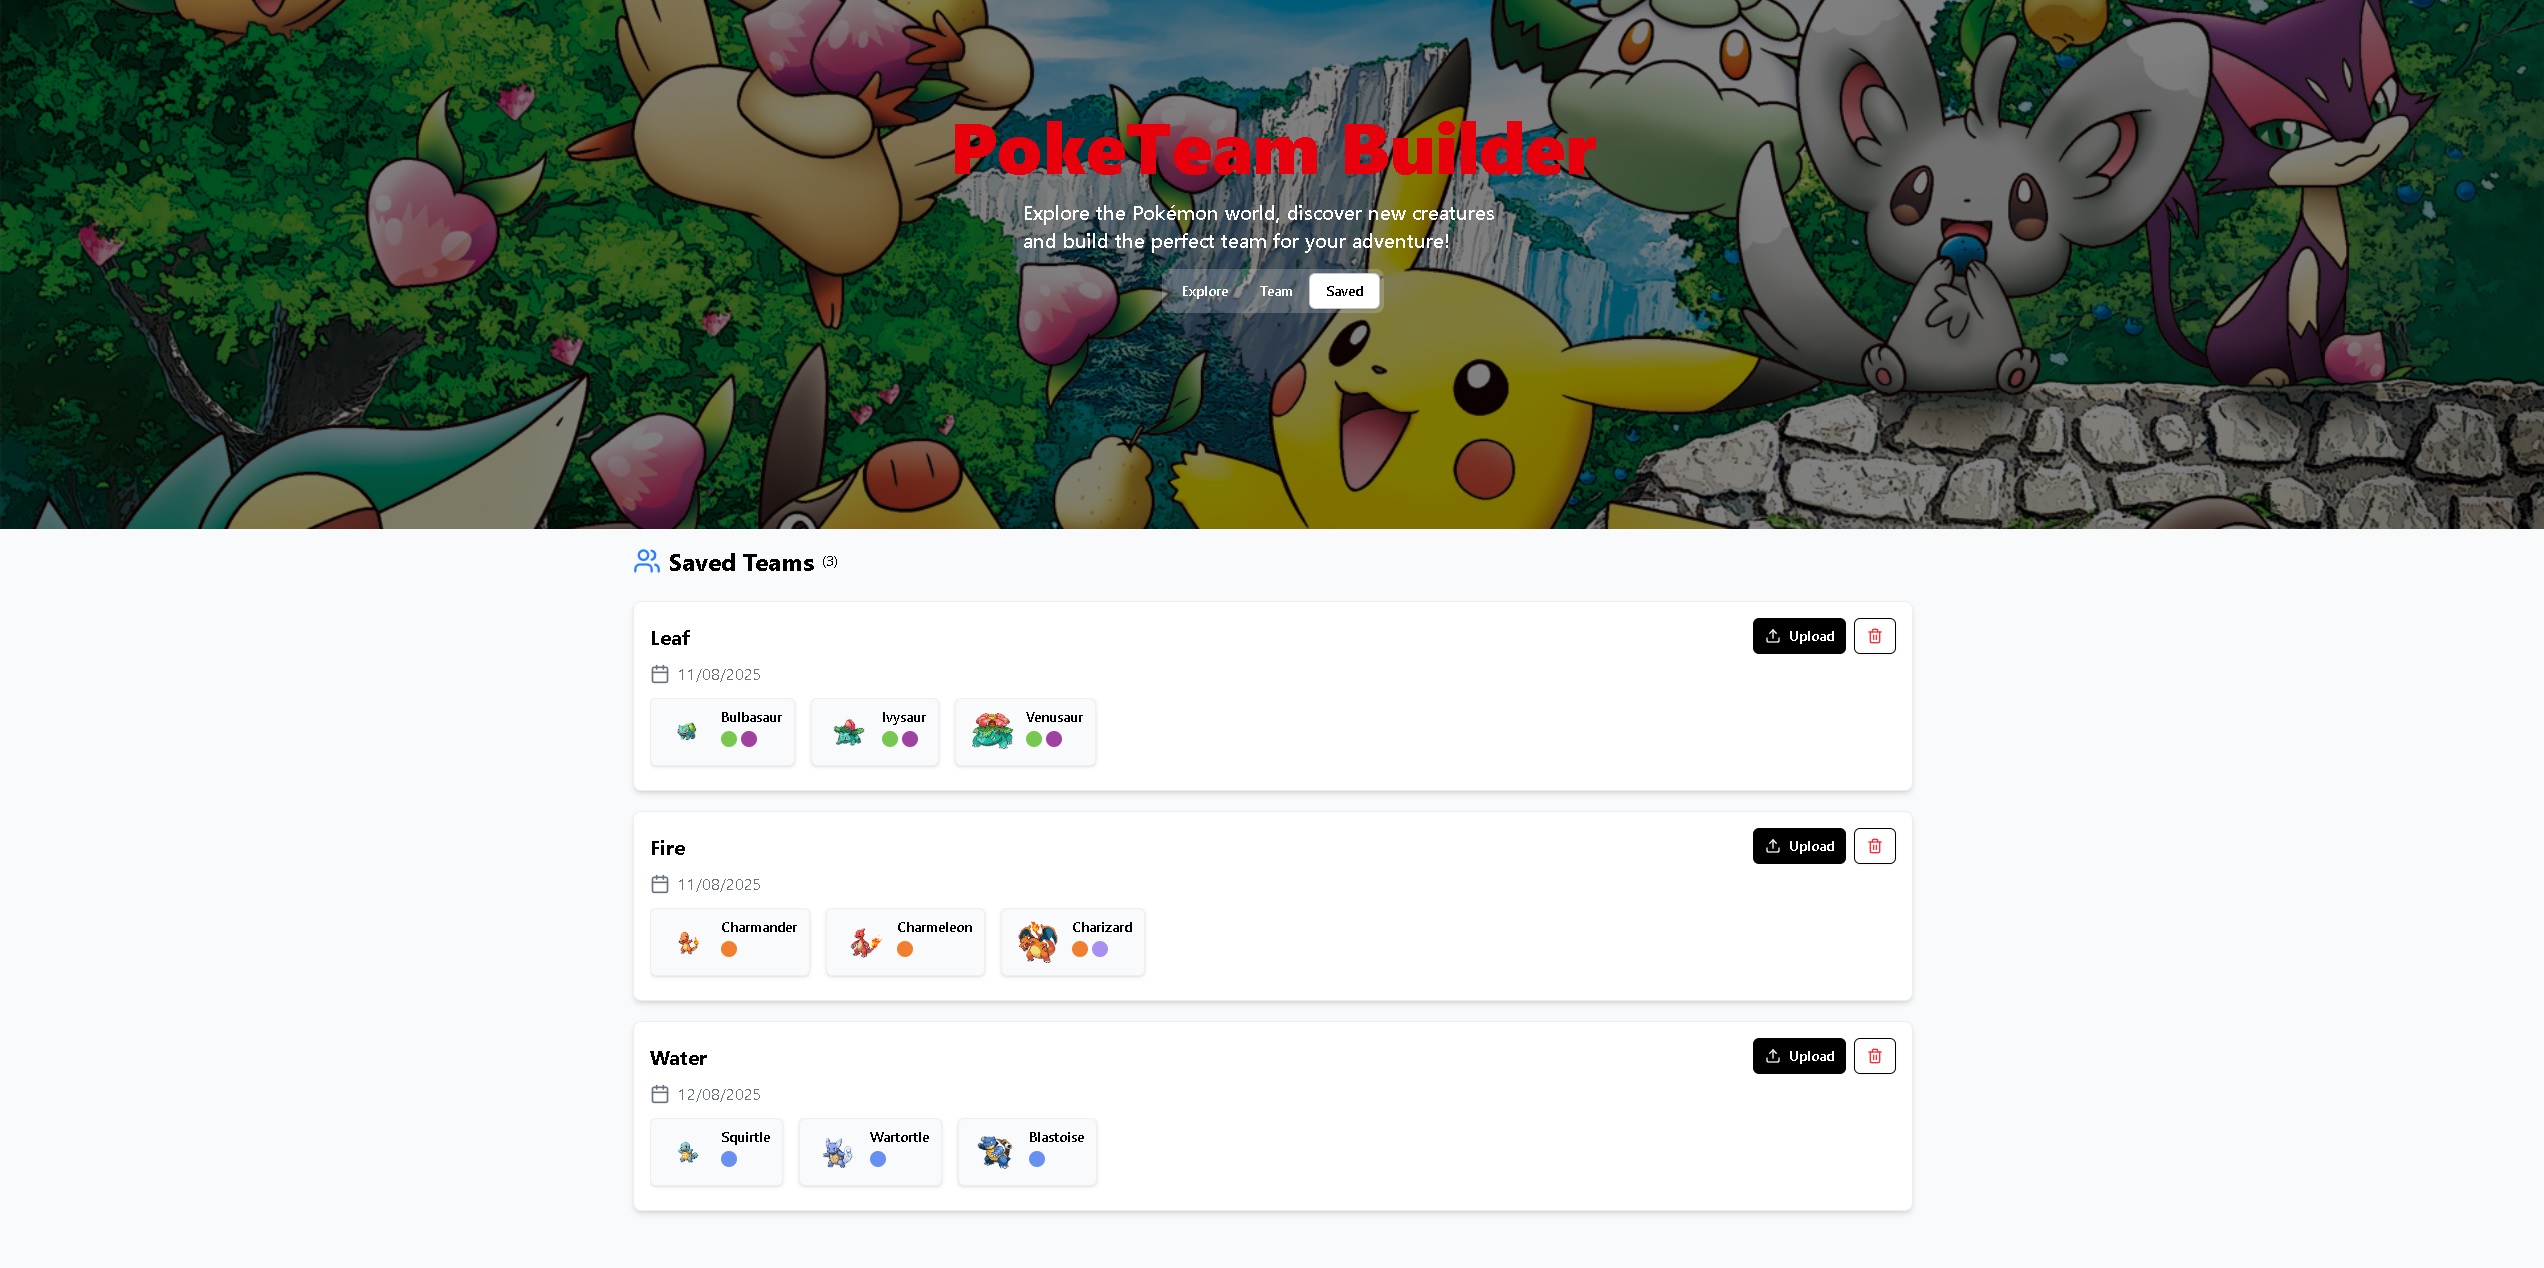 PokeTeam Builder
Explore the Pokémon world, discover new creatures
and build the perfect team for your adventure!
Explore Team Saved
Saved Teams (3)
Leaf
Upload
11/08/2025
Bulbasaur Ivysaur Venusaur
Fire
Upload
11/08/2025
Charmander Charmeleon Charizard
Water
Upload
12/08/2025
Squirtle Wartortle Blastoise